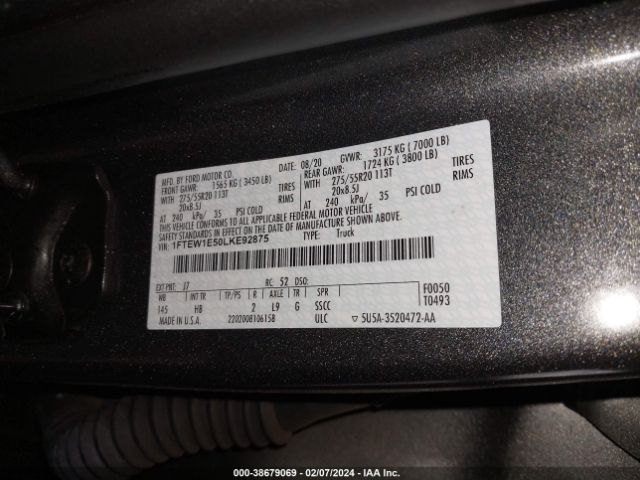 MFD. BY FORD MOTOR CO.
DATE: 08/20
GVWR: 3175 KG ( 7000 LB)
FRONT GAWR: 1565 KG ( 3450 LB)
REAR GAWR: 1724 KG ( 3800 LB)
WITH 275/55R20 113T TIRES
WITH 275/55R20 113T TIRES
20x8.5J RIMS
20x8.5J RIMS
AT 240 kPa/ 35 PSI COLD
AT 240 kPa/ 35 PSI COLD
THIS VEHICLE CONFORMS TO ALL APPLICABLE FEDERAL MOTOR VEHICLE
SAFETY STANDARDS IN EFFECT ON THE DATE OF MANUFACTURE SHOWN ABOVE.
VIN: 1FTEW1E50LKE92875
TYPE: Truck
EXT PNT: J7 RC: 52 DSO:
F0050
WB INT TR TP/PS R AXLE TR SPR
T0493
145 HB 2 L9 G SSCC
MADE IN U.S.A. 2202008106158 ULC ▽ 5U5A-3520472-AA
000-38679069 — 02/07/2024 — IAA Inc.